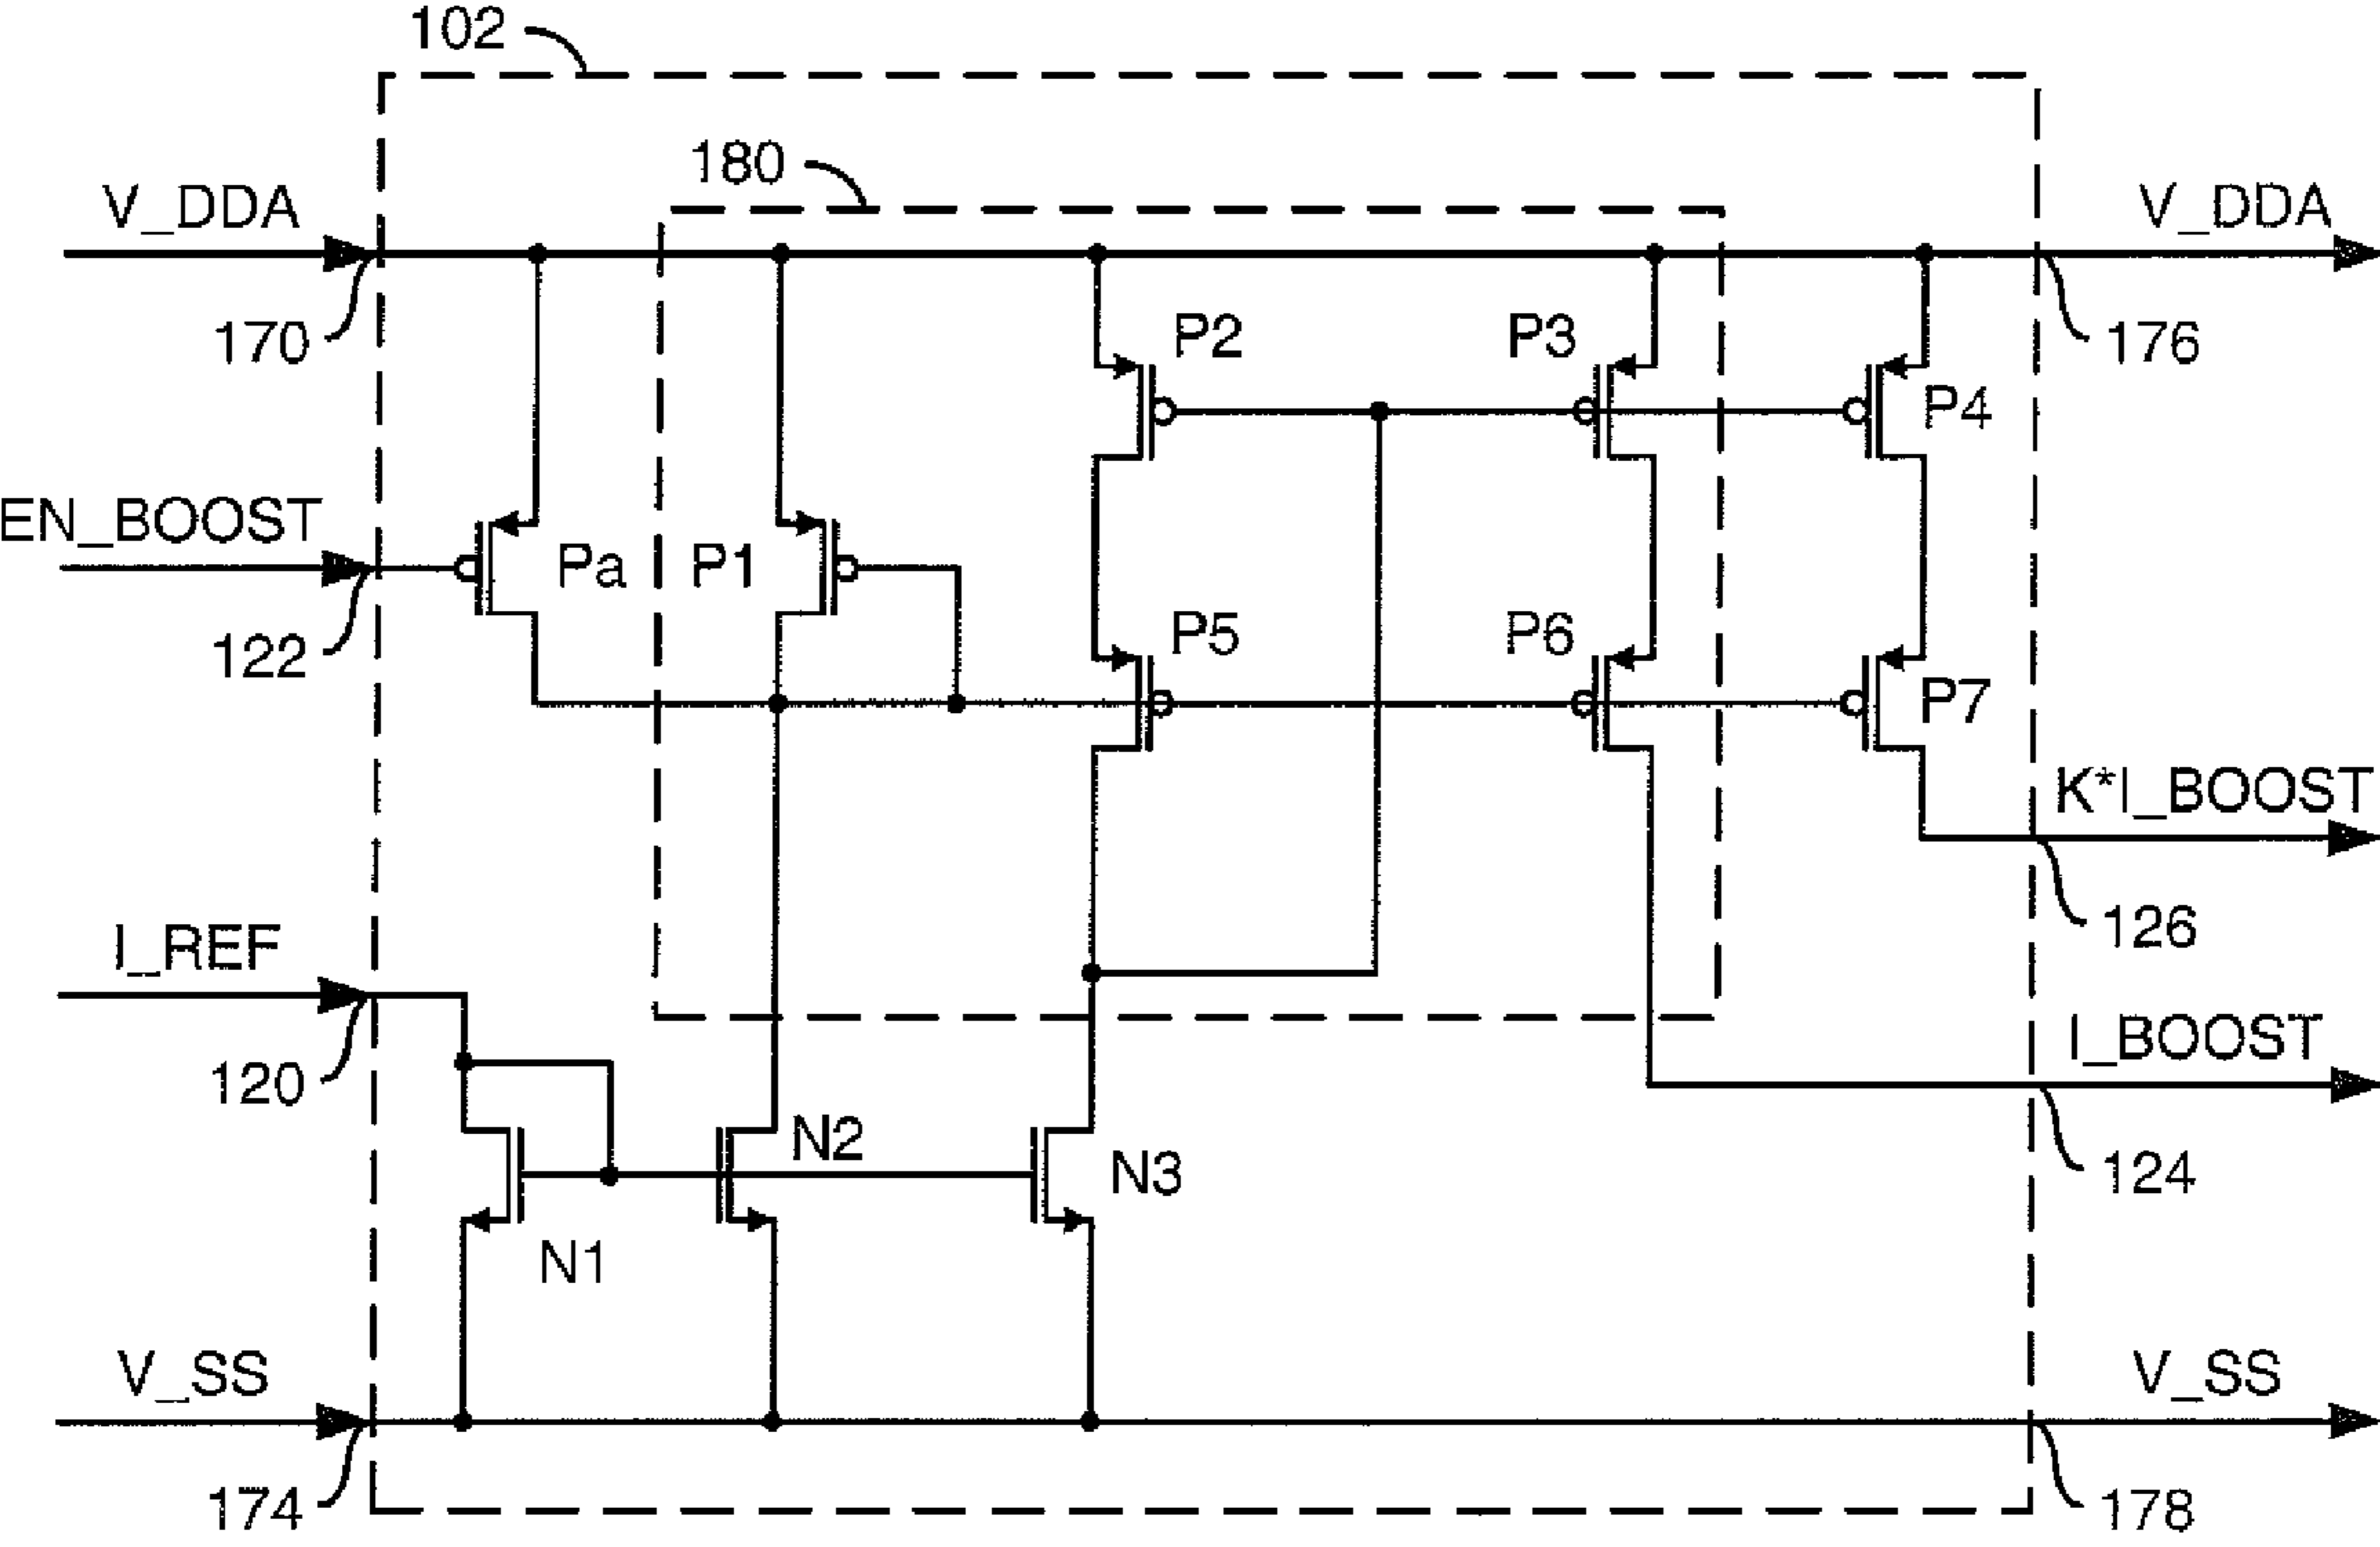 102
180
V_DDA
V_DDA
170
P2
P3
176
P4
EN_BOOST
Pa
P1
122
P5
P6
P7
K*I_BOOST
126
I_REF
120
I_BOOST
N2
N3
124
N1
V_SS
V_SS
174
178